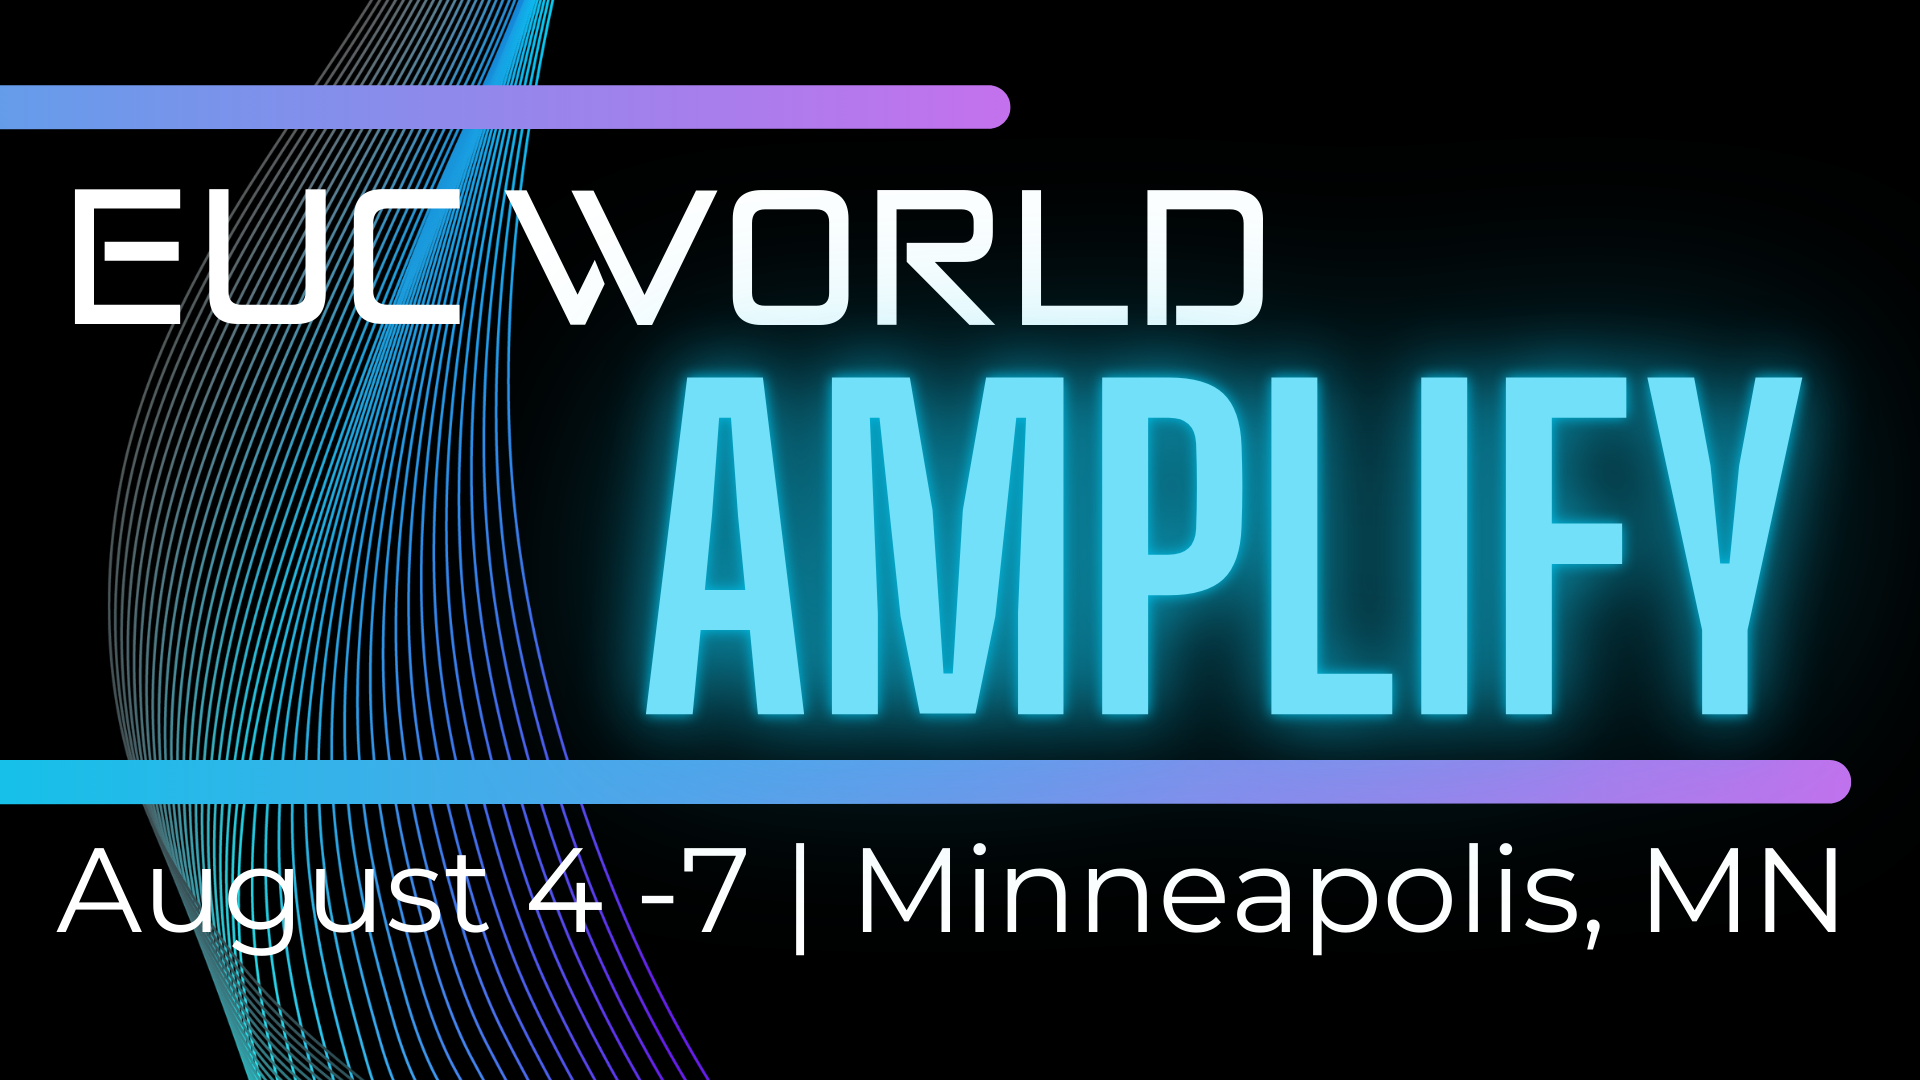 EUC WORLD
AMPLIFY
August 4 -7 | Minneapolis, MN